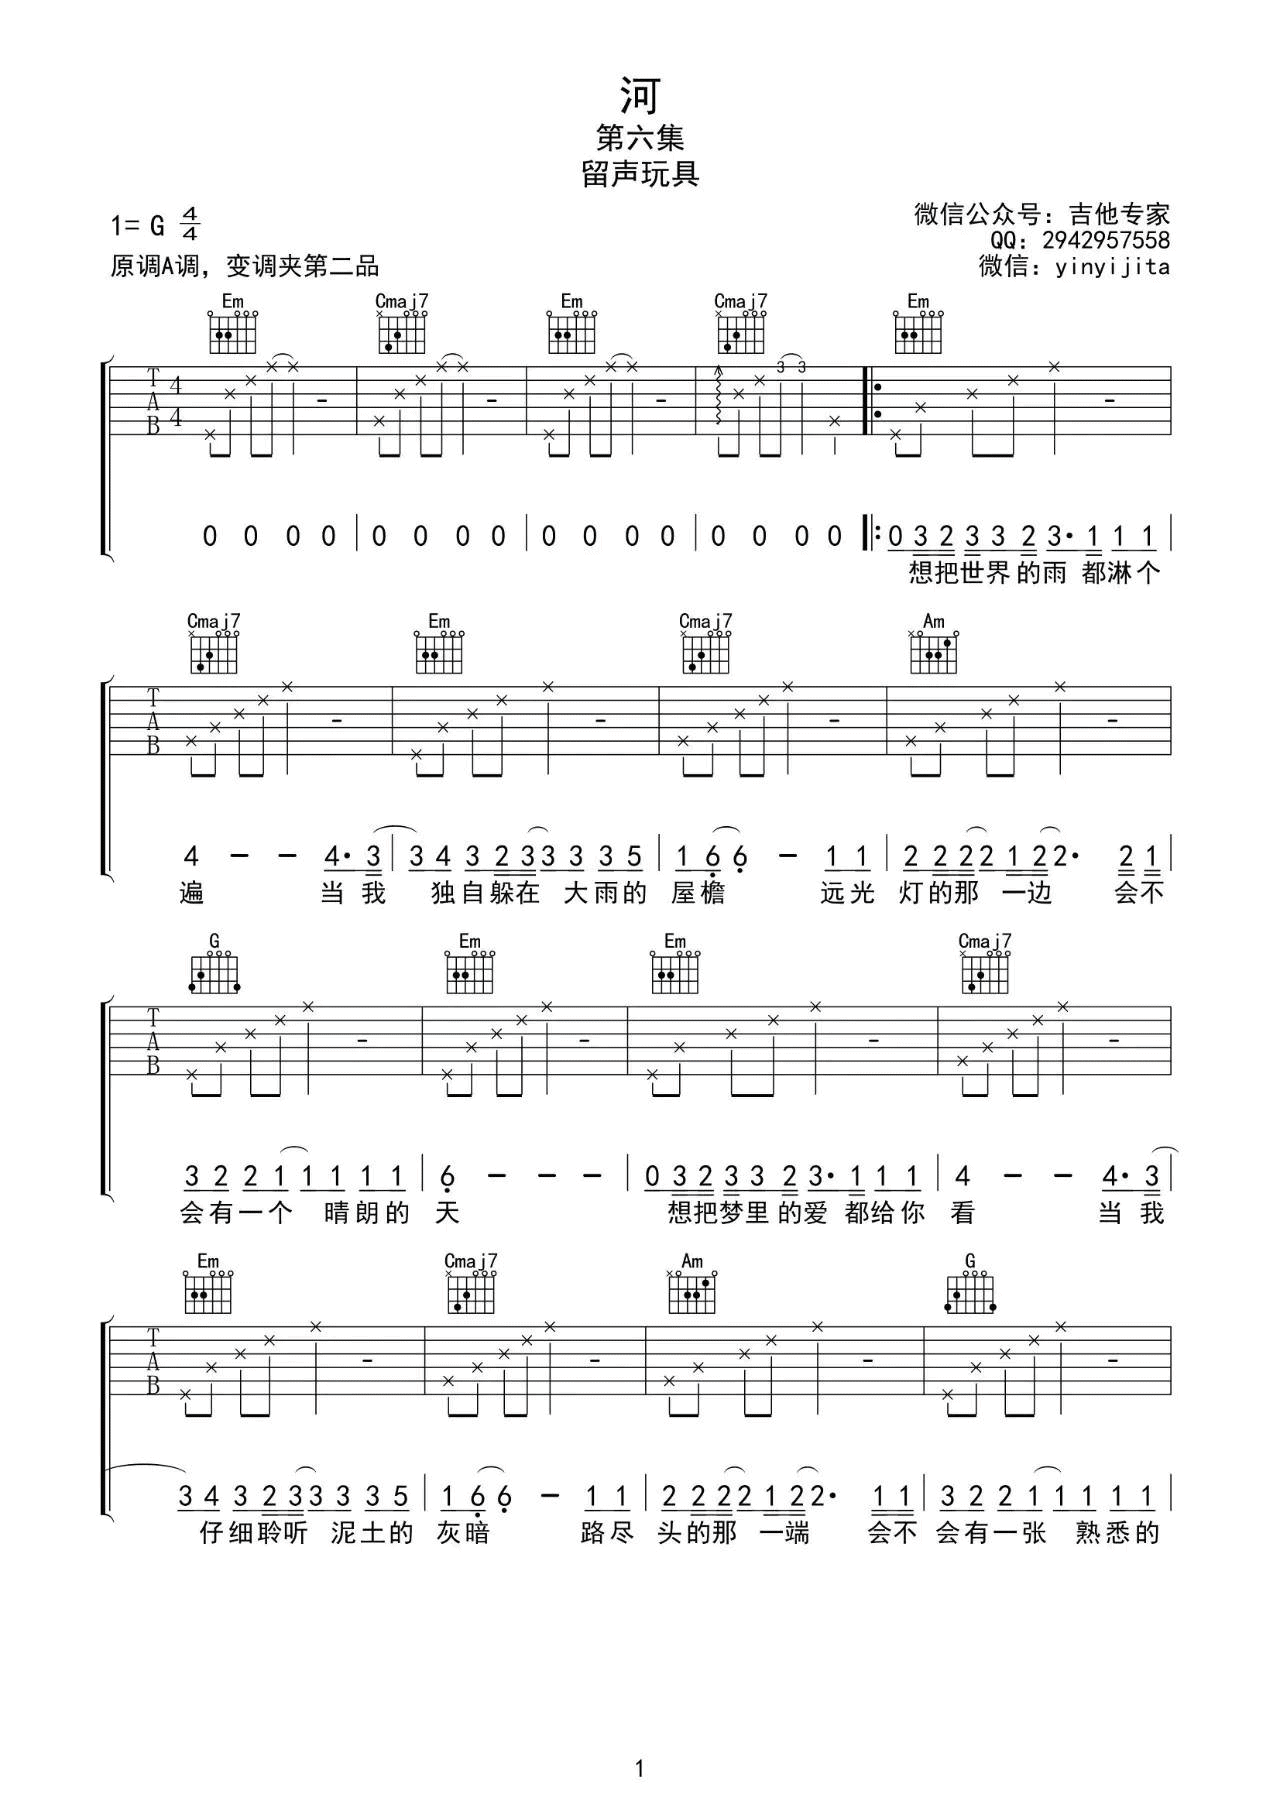 河
第六集
留声玩具
1= G 4/4
微信公众号：吉他专家
QQ：2942957558
原调A调，变调夹第二品
微信：yinyijita
Em Cmaj7 Em Cmaj7 Em
T A B 4 4 3 3
0 0 0 0 | 0 0 0 0 | 0 0 0 0 | 0 0 0 0 |: 0 3 2 3 3 2 3· 1 1 1 |
想把世界的雨 都淋个
Cmaj7 Em Cmaj7 Am
T A B
4 - - 4· 3 | 3 4 3 2 3 3 3 3 5 | 1 6 6 - 1 1 | 2 2 2 2 1 2 2· 2 1 |
遍 当我 独自躲在 大雨的 屋檐 远光 灯的那 一边 会不
G Em Em Cmaj7
T A B
3 2 2 1 1 1 1 1 | 6 - - - | 0 3 2 3 3 2 3· 1 1 1 | 4 - - 4· 3 |
会有一个 晴朗的 天 想把梦里的爱 都给你 看 当我
Em Cmaj7 Am G
T A B
3 4 3 2 3 3 3 3 5 | 1 6 6 - 1 1 | 2 2 2 2 1 2 2· 1 1 | 3 2 2 1 1 1 1 1 |
仔细聆听 泥土的 灰暗 路尽 头的那 一端 会不 会有一张 熟悉的
1